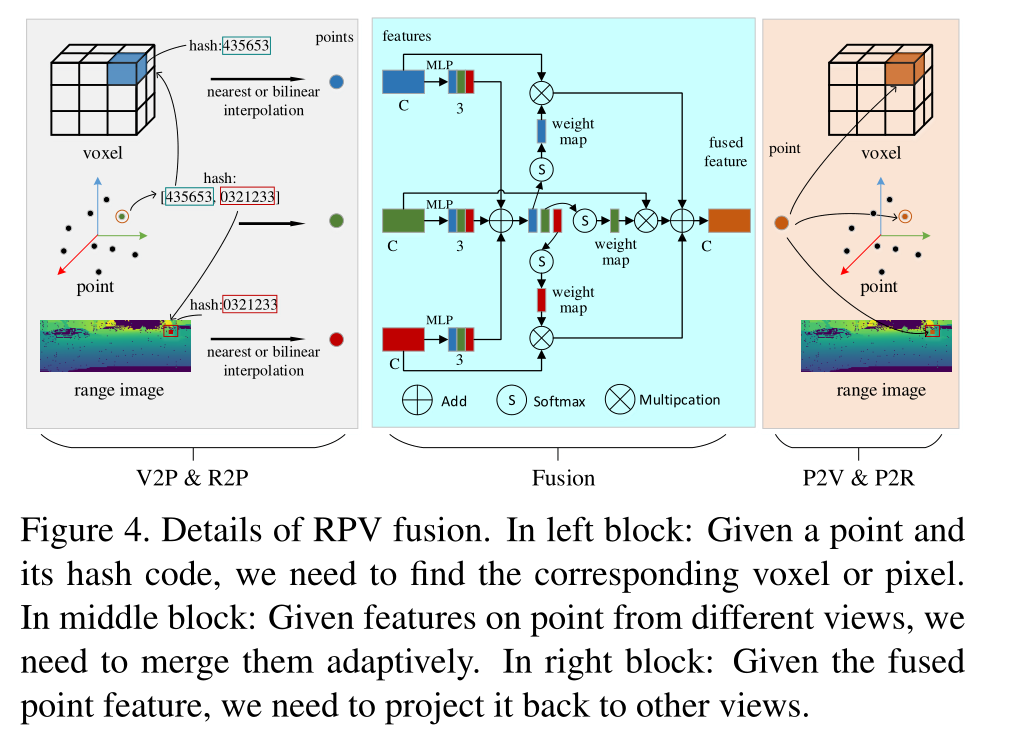 hash:435653
points
nearest or bilinear
interpolation
voxel
hash:
[435653, 0321233]
point
hash:0321233
nearest or bilinear
interpolation
range image
V2P & R2P
features
MLP
C
3
weight
map
S
fused
feature
MLP
C
3
S
weight
map
C
S
weight
map
MLP
C
3
Add
S
Softmax
Multipcation
Fusion
point
voxel
point
range image
P2V & P2R
Figure 4. Details of RPV fusion. In left block: Given a point and
its hash code, we need to find the corresponding voxel or pixel.
In middle block: Given features on point from different views, we
need to merge them adaptively. In right block: Given the fused
point feature, we need to project it back to other views.